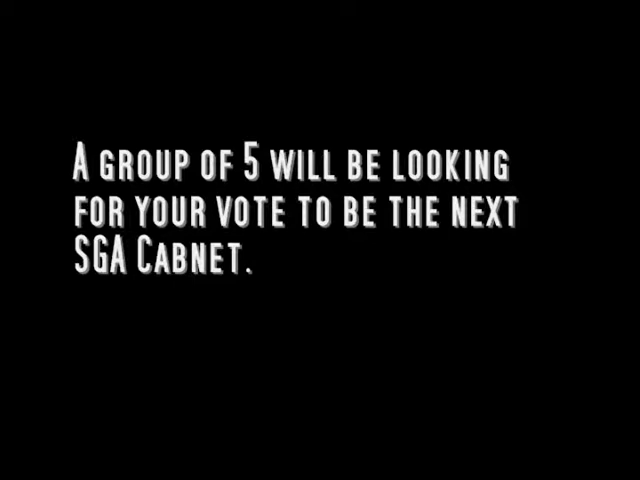 A group of 5 will be looking
for your vote to be the next
SGA Cabnet.